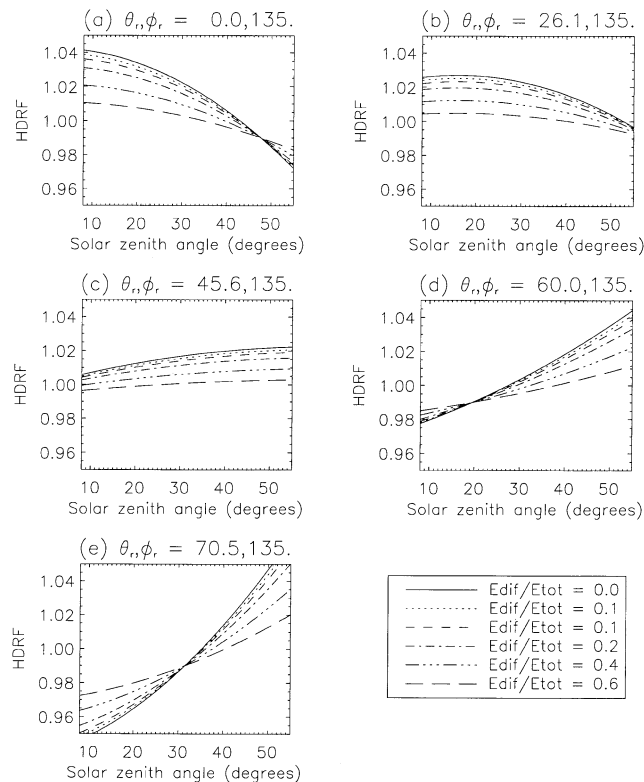 (a) θr,φr = 0.0,135.
HDRF
1.04
1.02
1.00
0.98
0.96
10 20 30 40 50
Solar zenith angle (degrees)
(b) θr,φr = 26.1,135.
HDRF
1.04
1.02
1.00
0.98
0.96
10 20 30 40 50
Solar zenith angle (degrees)
(c) θr,φr = 45.6,135.
HDRF
1.04
1.02
1.00
0.98
0.96
10 20 30 40 50
Solar zenith angle (degrees)
(d) θr,φr = 60.0,135.
HDRF
1.04
1.02
1.00
0.98
0.96
10 20 30 40 50
Solar zenith angle (degrees)
(e) θr,φr = 70.5,135.
HDRF
1.04
1.02
1.00
0.98
0.96
10 20 30 40 50
Solar zenith angle (degrees)
Edif/Etot = 0.0
Edif/Etot = 0.1
Edif/Etot = 0.1
Edif/Etot = 0.2
Edif/Etot = 0.4
Edif/Etot = 0.6